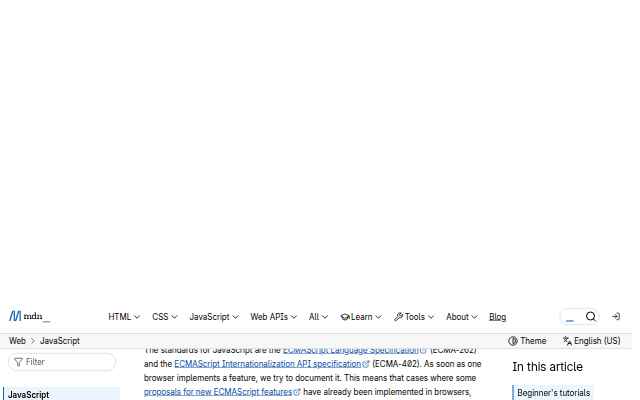 mdn_
HTML CSS JavaScript Web APIs All Learn Tools About Blog
Web JavaScript Theme English (US)
Filter
The standards for JavaScript are the ECMAScript Language Specification (ECMA-262)
and the ECMAScript Internationalization API specification (ECMA-402). As soon as one
browser implements a feature, we try to document it. This means that cases where some
proposals for new ECMAScript features have already been implemented in browsers,
In this article
JavaScript
Beginner's tutorials